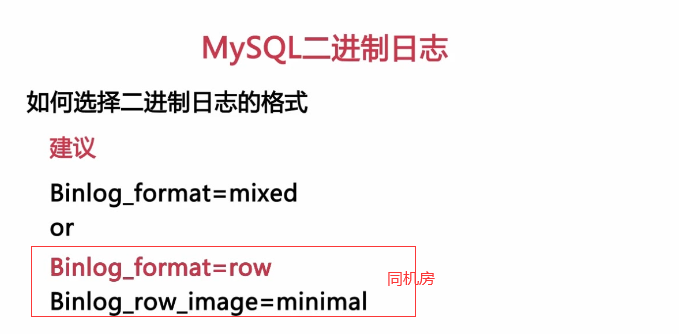 MySQL二进制日志
如何选择二进制日志的格式
建议
Binlog_format=mixed
or
Binlog_format=row
同机房
Binlog_row_image=minimal